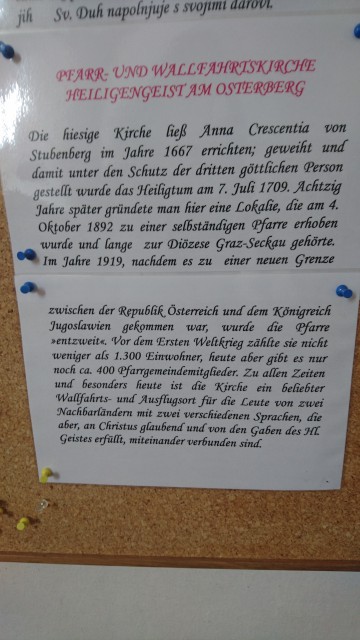 jih Sv. Duh napolnjuje s svojimi darovi.
PFARR- UND WALLFAHRTSKIRCHE
HEILIGENGEIST AM OSTERBERG
Die hiesige Kirche ließ Anna Crescentia von
Stubenberg im Jahre 1667 errichten; geweiht und
damit unter den Schutz der dritten göttlichen Person
gestellt wurde das Heiligtum am 7. Juli 1709. Achtzig
Jahre später gründete man hier eine Lokalie, die am 4.
Oktober 1892 zu einer selbständigen Pfarre erhoben
wurde und lange zur Diözese Graz-Seckau gehörte.
Im Jahre 1919, nachdem es zu einer neuen Grenze
zwischen der Republik Österreich und dem Königreich
Jugoslawien gekommen war, wurde die Pfarre
»entzweit«. Vor dem Ersten Weltkrieg zählte sie nicht
weniger als 1.300 Einwohner, heute aber gibt es nur
noch ca. 400 Pfarrgemeindemitglieder. Zu allen Zeiten
und besonders heute ist die Kirche ein beliebter
Wallfahrts- und Ausflugsort für die Leute von zwei
Nachbarländern mit zwei verschiedenen Sprachen, die
aber, an Christus glaubend und von den Gaben des Hl.
Geistes erfüllt, miteinander verbunden sind.